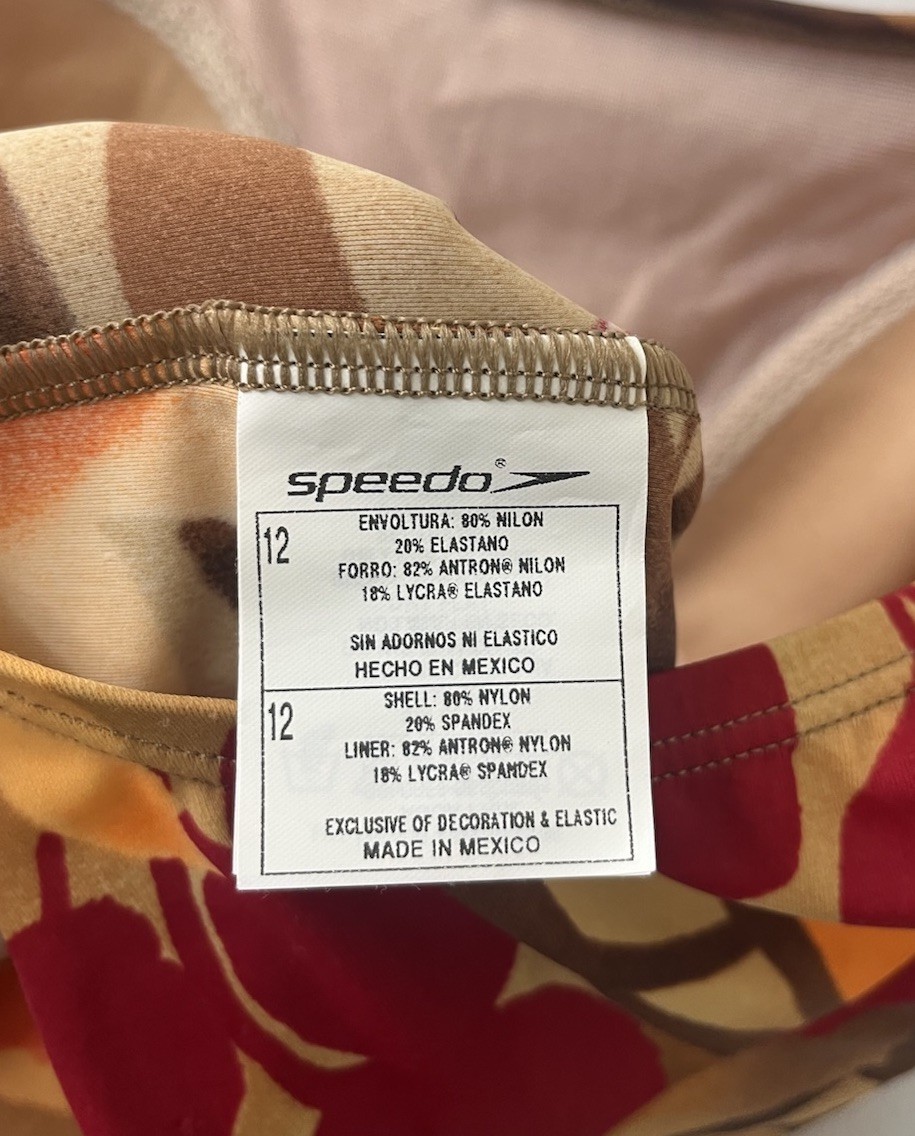 speedo®
12
ENVOLTURA: 80% NILON
20% ELASTANO
FORRO: 82% ANTRON® NILON
18% LYCRA® ELASTANO
SIN ADORNOS NI ELASTICO
HECHO EN MEXICO
12
SHELL: 80% NYLON
20% SPANDEX
LINER: 82% ANTRON® NYLON
18% LYCRA® SPANDEX
EXCLUSIVE OF DECORATION & ELASTIC
MADE IN MEXICO